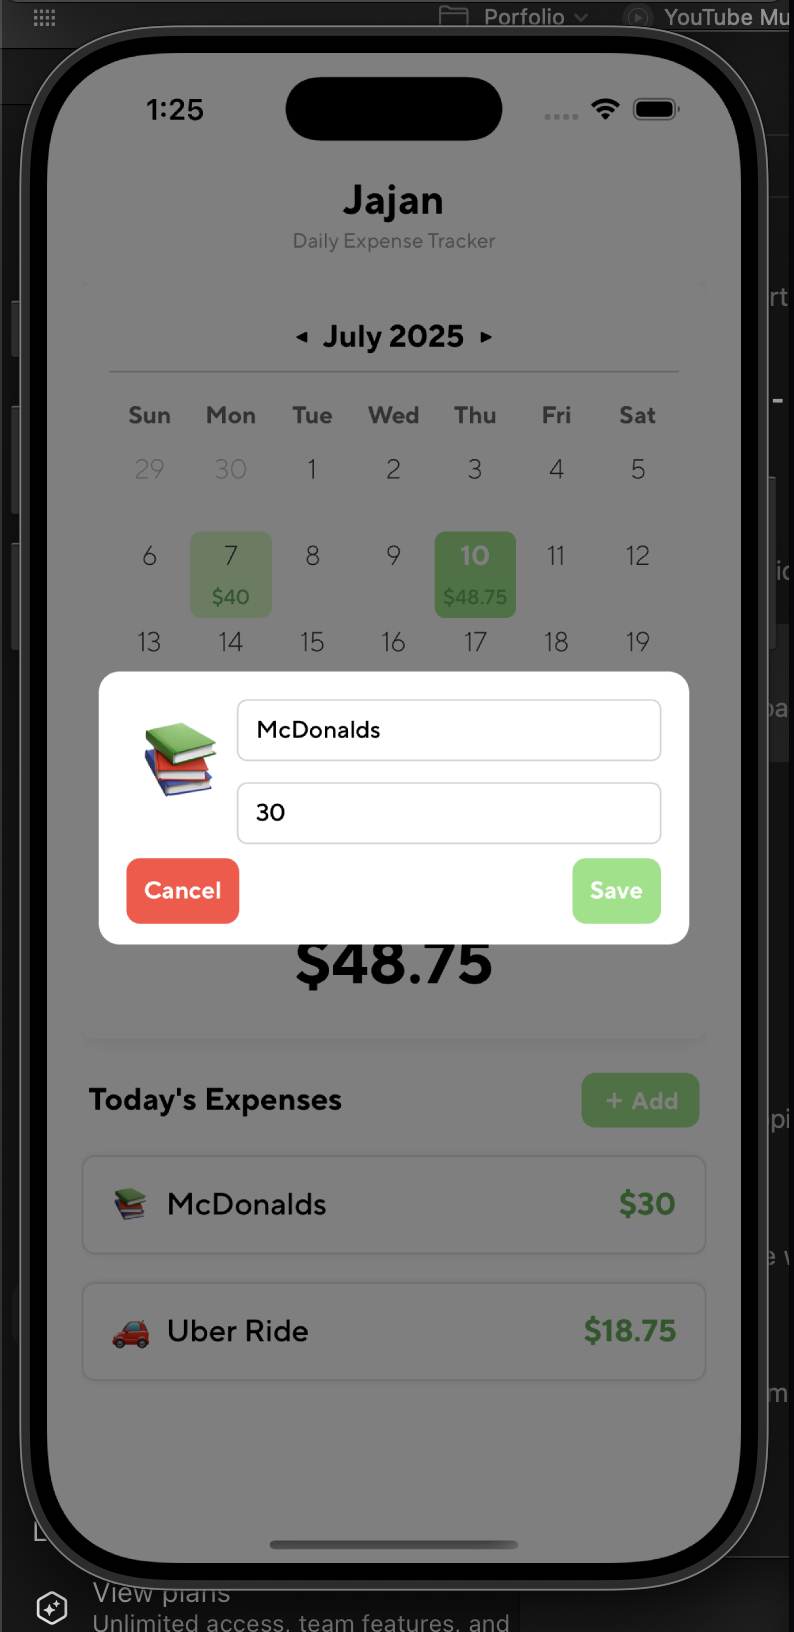 Porfolio
YouTube Mu
1:25
Jajan
Daily Expense Tracker
◂ July 2025 ▸
Sun Mon Tue Wed Thu Fri Sat
29 30 1 2 3 4 5
6 7 8 9 10 11 12
$40 $48.75
13 14 15 16 17 18 19
McDonalds
30
Cancel Save
$48.75
Today's Expenses + Add
McDonalds $30
Uber Ride $18.75
View plans
Unlimited access, team features, and